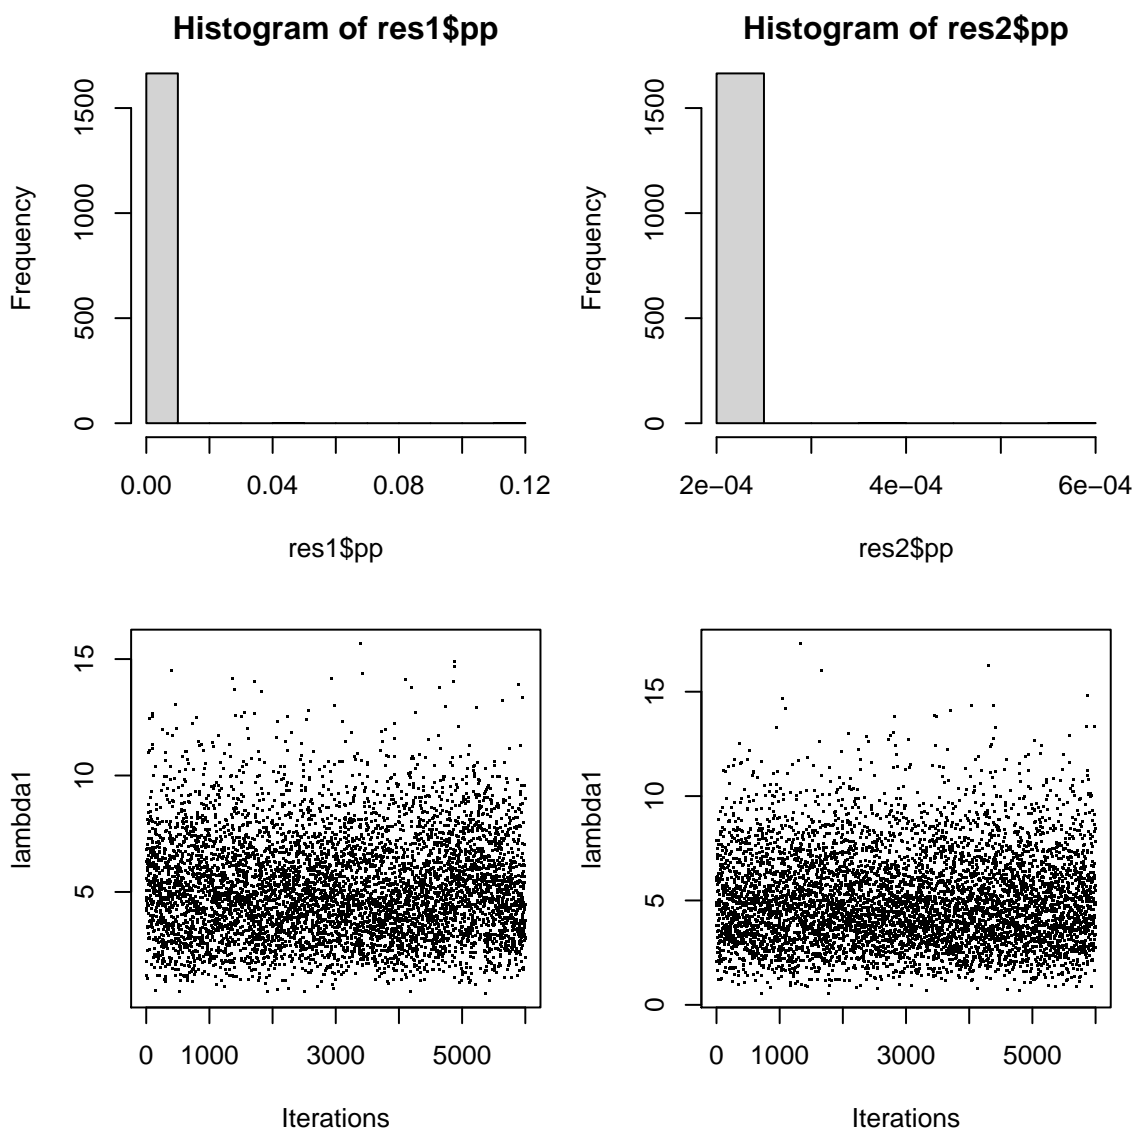 Histogram of res1$pp
Frequency
0 500 1000 1500
0.00 0.04 0.08 0.12
res1$pp
Histogram of res2$pp
Frequency
0 500 1000 1500
2e−04 4e−04 6e−04
res2$pp
lambda1
5 10 15
0 1000 3000 5000
Iterations
lambda1
0 5 10 15
0 1000 3000 5000
Iterations